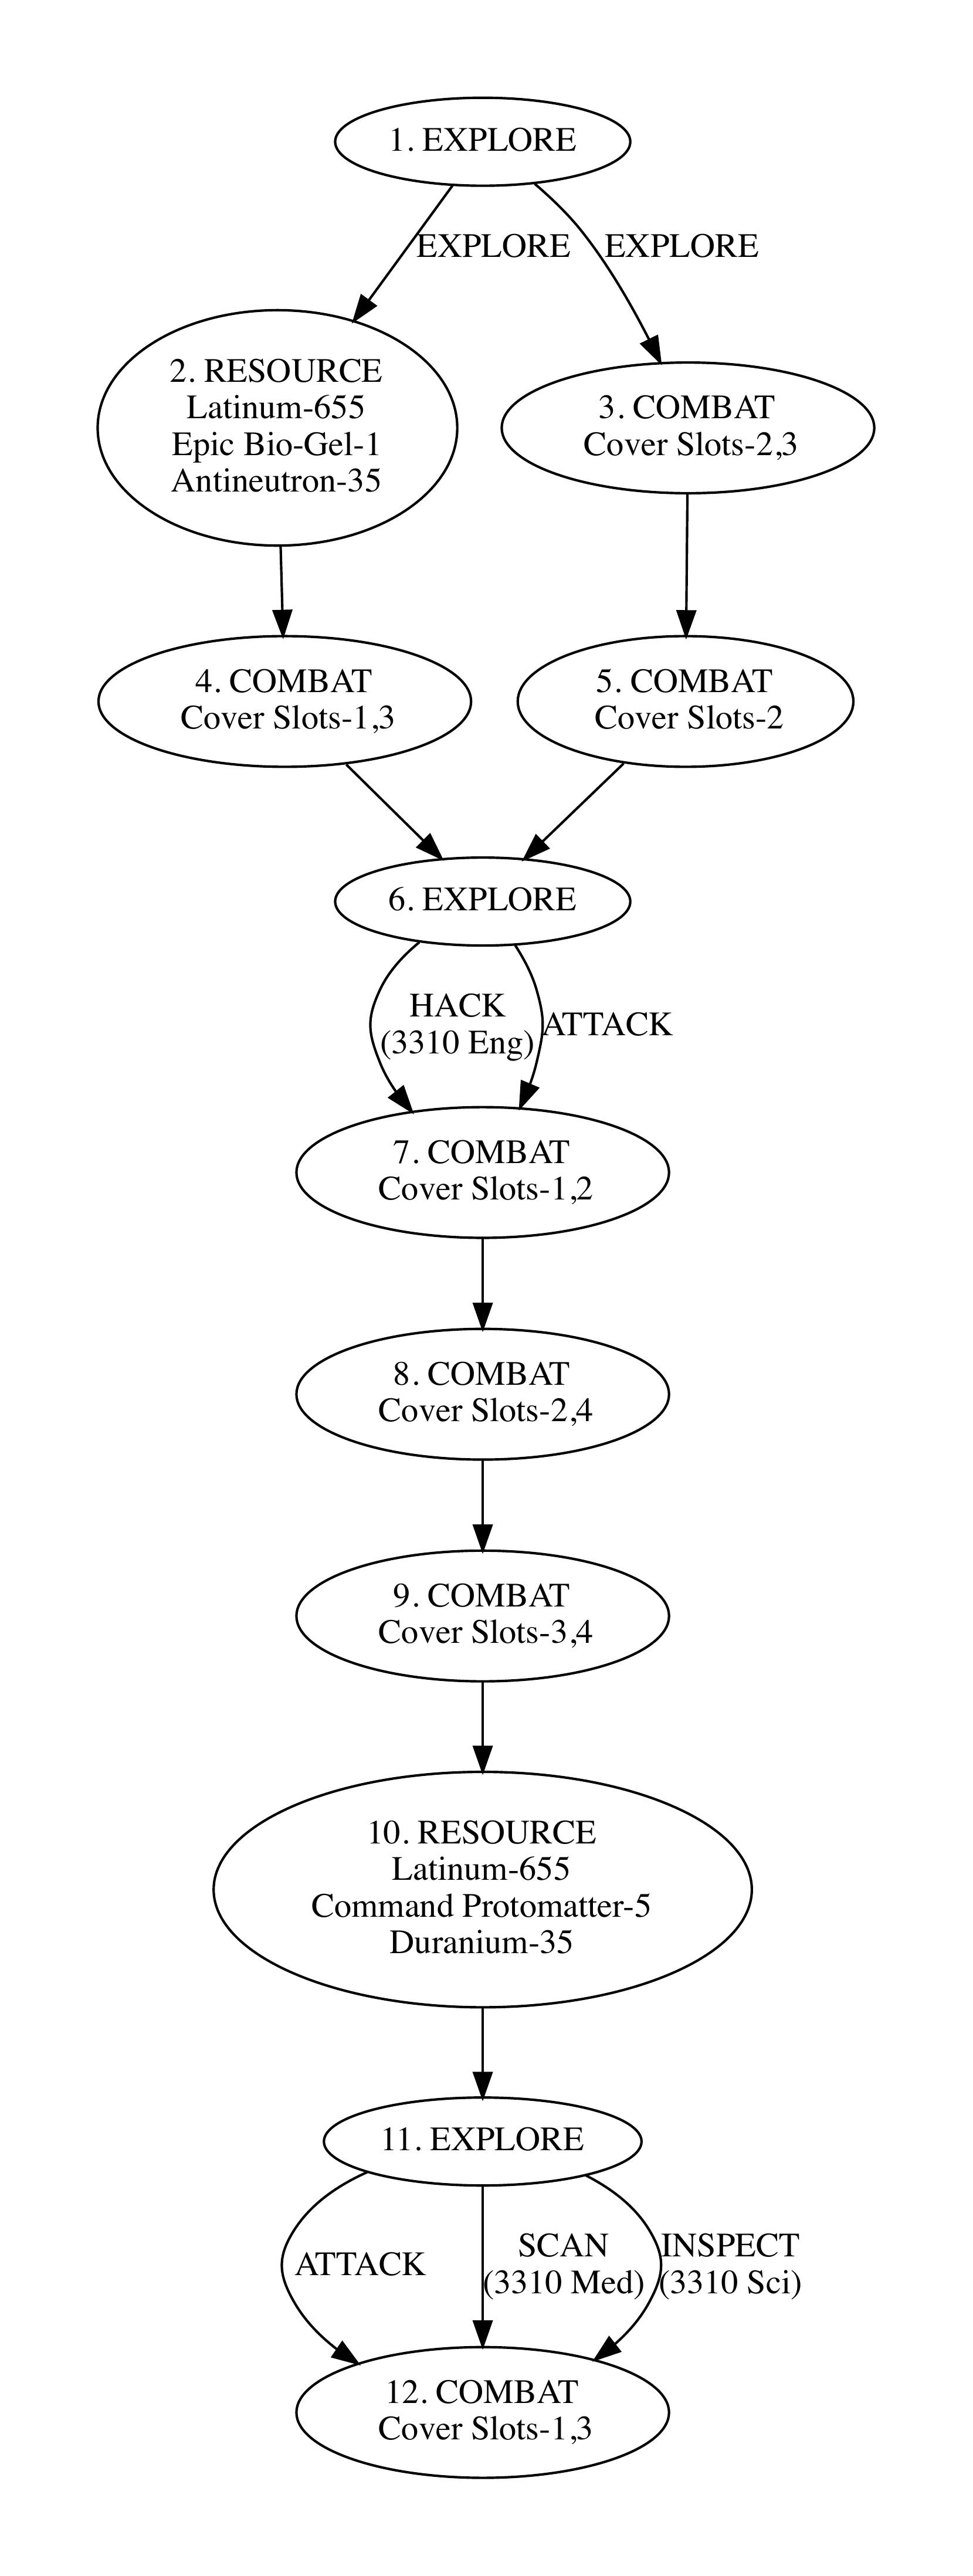 1. EXPLORE
EXPLORE
EXPLORE
2. RESOURCE
Latinum-655
Epic Bio-Gel-1
Antineutron-35
3. COMBAT
Cover Slots-2,3
4. COMBAT
Cover Slots-1,3
5. COMBAT
Cover Slots-2
6. EXPLORE
HACK
(3310 Eng)
ATTACK
7. COMBAT
Cover Slots-1,2
8. COMBAT
Cover Slots-2,4
9. COMBAT
Cover Slots-3,4
10. RESOURCE
Latinum-655
Command Protomatter-5
Duranium-35
11. EXPLORE
ATTACK
SCAN
(3310 Med)
INSPECT
(3310 Sci)
12. COMBAT
Cover Slots-1,3